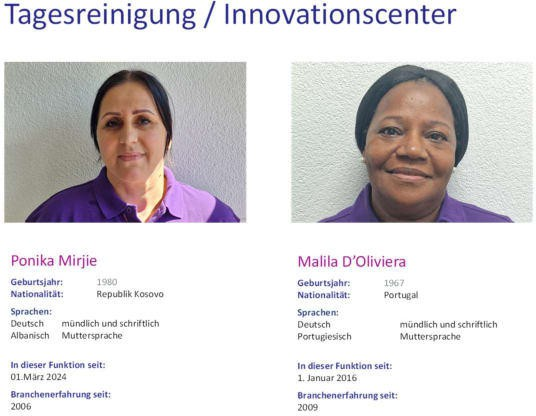 Tagesreinigung / Innovationscenter
Ponika Mirjie
Geburtsjahr: 1980
Nationalität: Republik Kosovo
Sprachen:
Deutsch mündlich und schriftlich
Albanisch Muttersprache
In dieser Funktion seit:
01.März 2024
Branchenerfahrung seit:
2006
Malila D’Oliviera
Geburtsjahr: 1967
Nationalität: Portugal
Sprachen:
Deutsch mündlich und schriftlich
Portugiesisch Muttersprache
In dieser Funktion seit:
1. Januar 2016
Branchenerfahrung seit:
2009